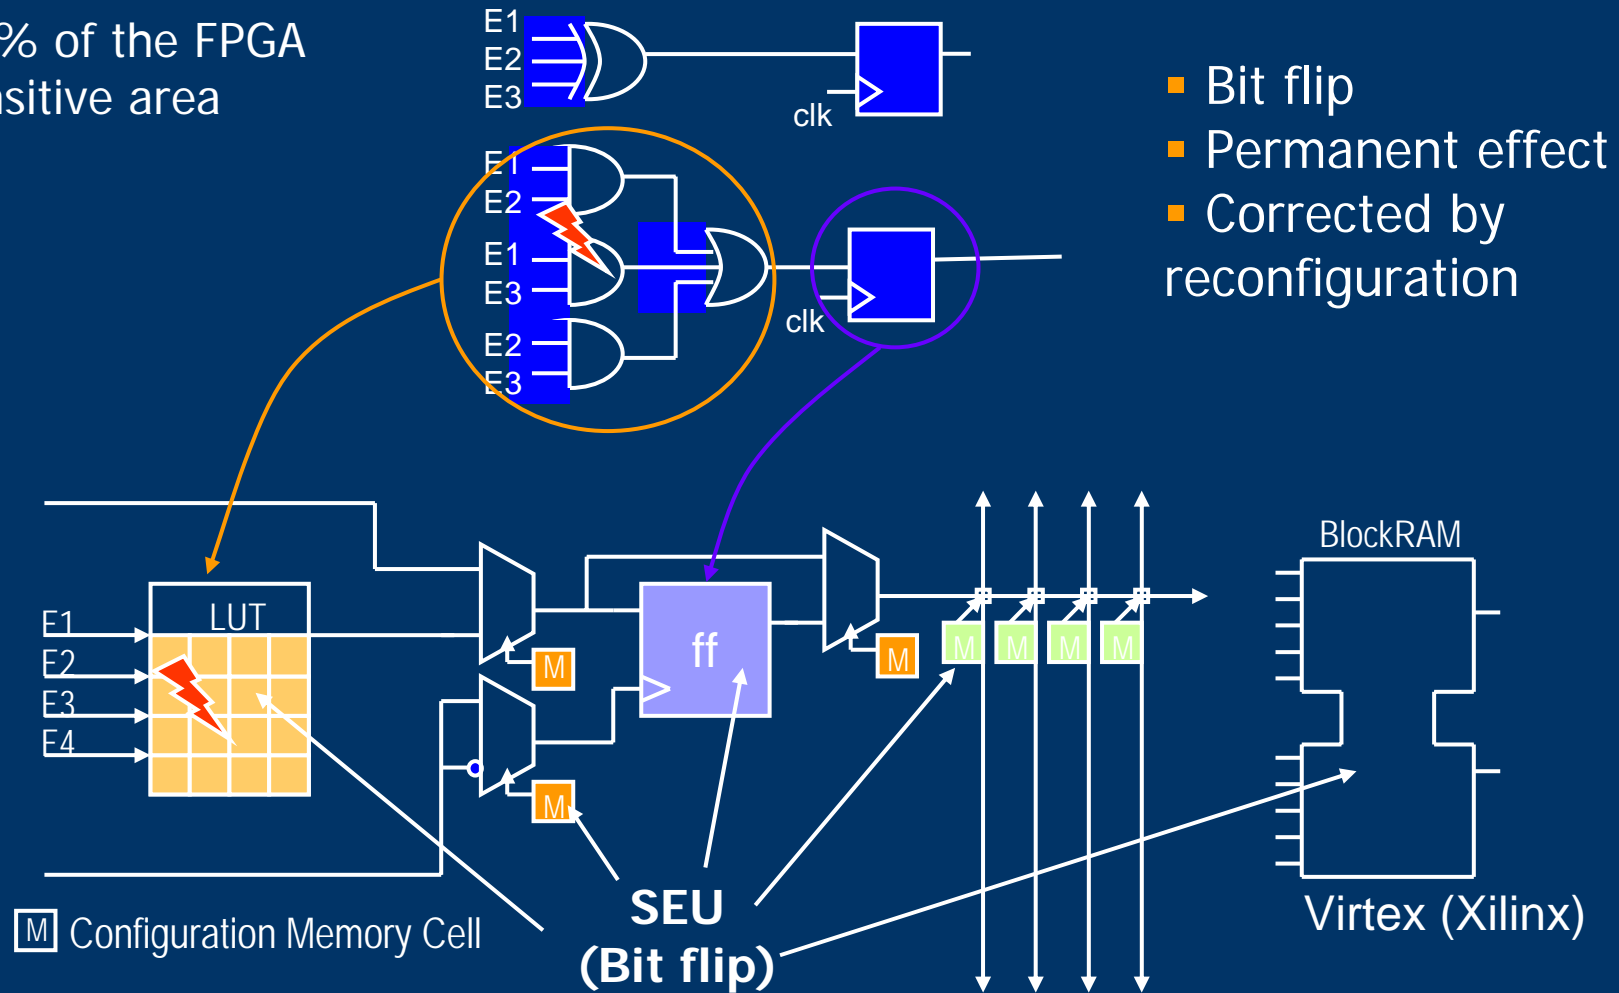 % of the FPGA
sitive area
E1
E2
E3
clk
Bit flip
Permanent effect
Corrected by
reconfiguration
E1
E2
E1
E3
E2
E3
clk
BlockRAM
LUT
E1
E2
E3
E4
ff
M
M
M
M
M
M
M
SEU
(Bit flip)
M Configuration Memory Cell
Virtex (Xilinx)